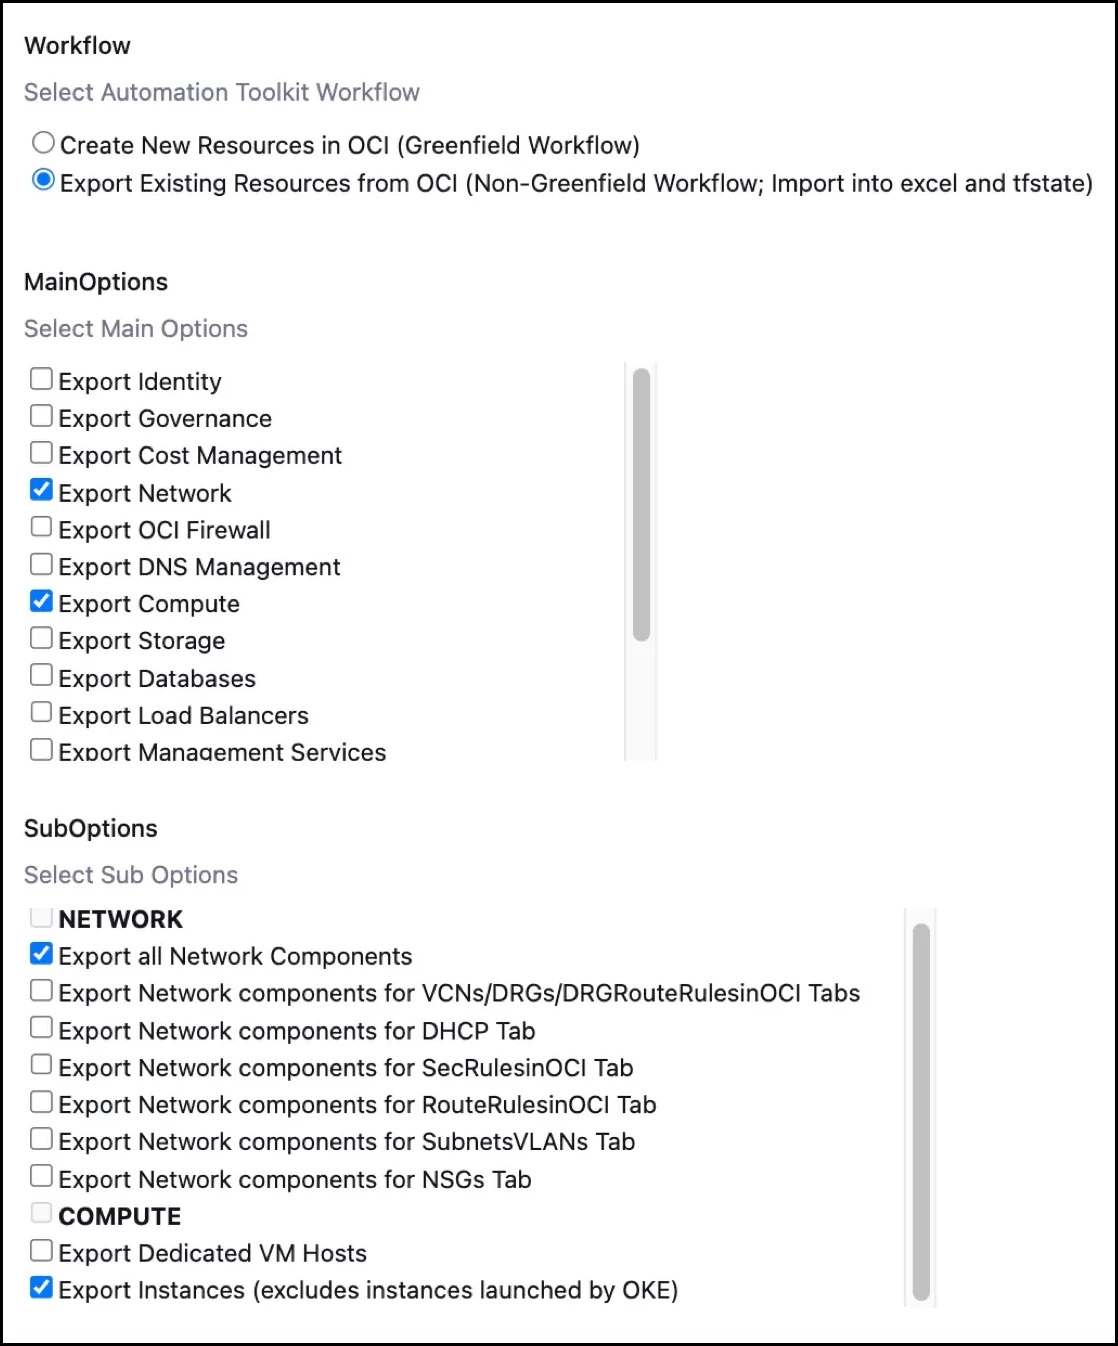 Workflow
Select Automation Toolkit Workflow
Create New Resources in OCI (Greenfield Workflow)
Export Existing Resources from OCI (Non-Greenfield Workflow; Import into excel and tfstate)
MainOptions
Select Main Options
Export Identity
Export Governance
Export Cost Management
Export Network
Export OCI Firewall
Export DNS Management
Export Compute
Export Storage
Export Databases
Export Load Balancers
Export Management Services
SubOptions
Select Sub Options
NETWORK
Export all Network Components
Export Network components for VCNs/DRGs/DRGRouteRulesinOCI Tabs
Export Network components for DHCP Tab
Export Network components for SecRulesinOCI Tab
Export Network components for RouteRulesinOCI Tab
Export Network components for SubnetsVLANs Tab
Export Network components for NSGs Tab
COMPUTE
Export Dedicated VM Hosts
Export Instances (excludes instances launched by OKE)